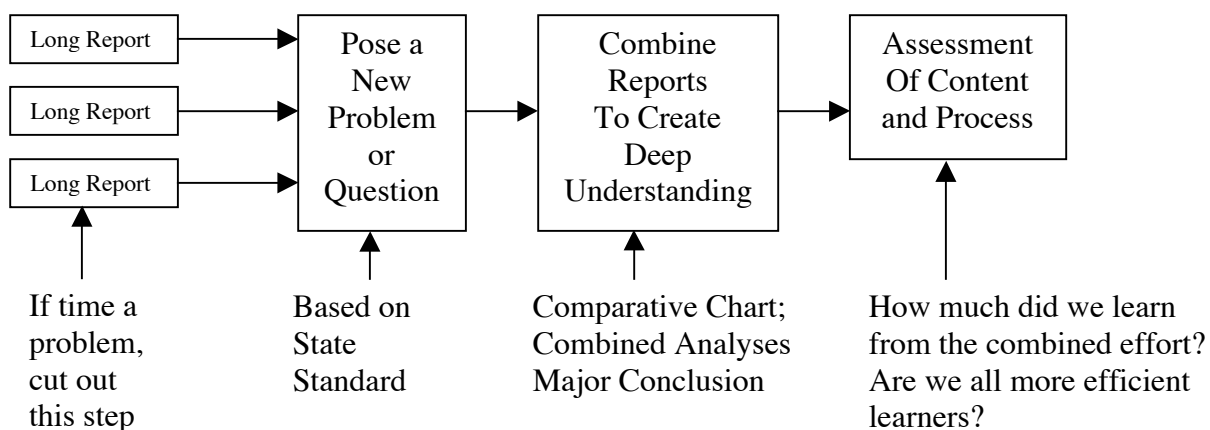 Long Report
Long Report
Long Report
Pose a
New
Problem
or
Question
Combine
Reports
To Create
Deep
Understanding
Assessment
Of Content
and Process
If time a
problem,
cut out
this step
Based on
State
Standard
Comparative Chart;
Combined Analyses
Major Conclusion
How much did we learn
from the combined effort?
Are we all more efficient
learners?